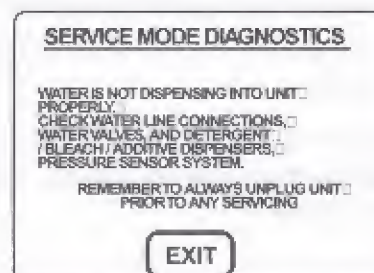 SERVICE MODE DIAGNOSTICS
WATER IS NOT DISPENSING INTO UNIT
PROPERLY.
CHECK WATER LINE CONNECTIONS,
WATER VALVES, AND DETERGENT
/ BLEACH / ADDITIVE DISPENSERS,
PRESSURE SENSOR SYSTEM.
REMEMBER TO ALWAYS UNPLUG UNIT
PRIOR TO ANY SERVICING
EXIT